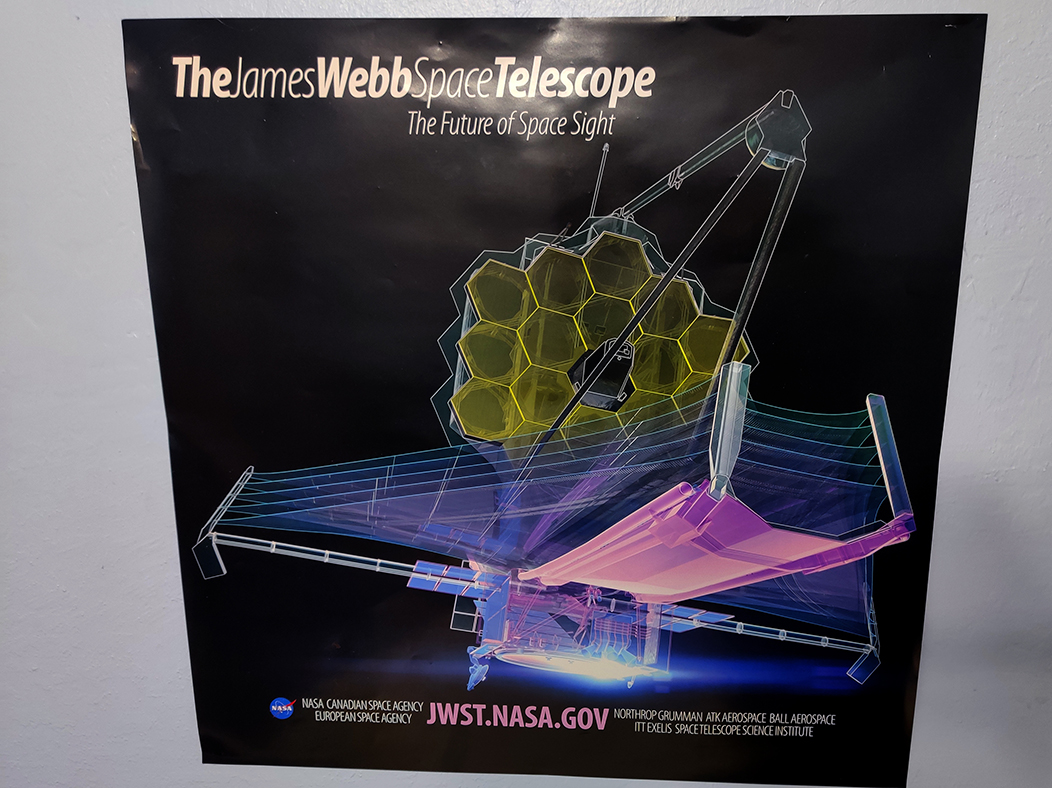 TheJamesWebbSpaceTelescope
The Future of Space Sight
NASA
NASA CANADIAN SPACE AGENCY
EUROPEAN SPACE AGENCY
JWST.NASA.GOV
NORTHROP GRUMMAN ATK AEROSPACE BALL AEROSPACE
ITT EXELIS SPACE TELESCOPE SCIENCE INSTITUTE